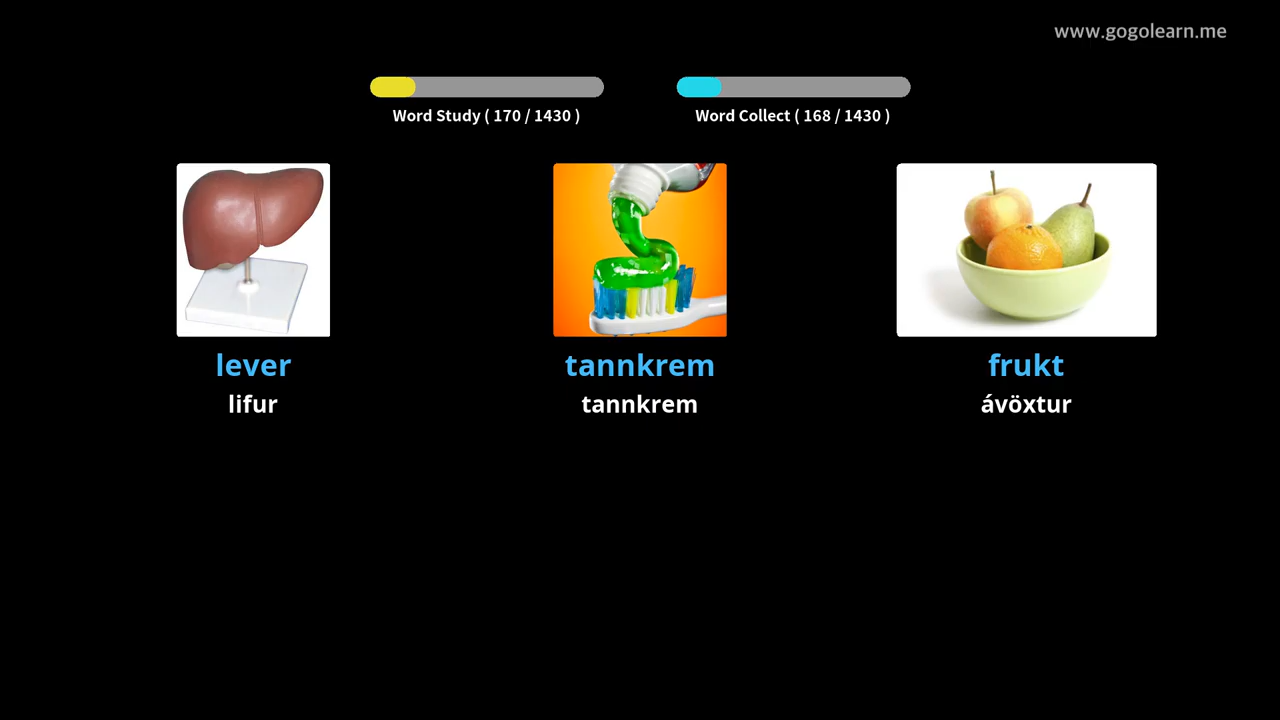 www.gogolearn.me
Word Study ( 170 / 1430 )
Word Collect ( 168 / 1430 )
lever
tannkrem
frukt
lifur
tannkrem
ávöxtur